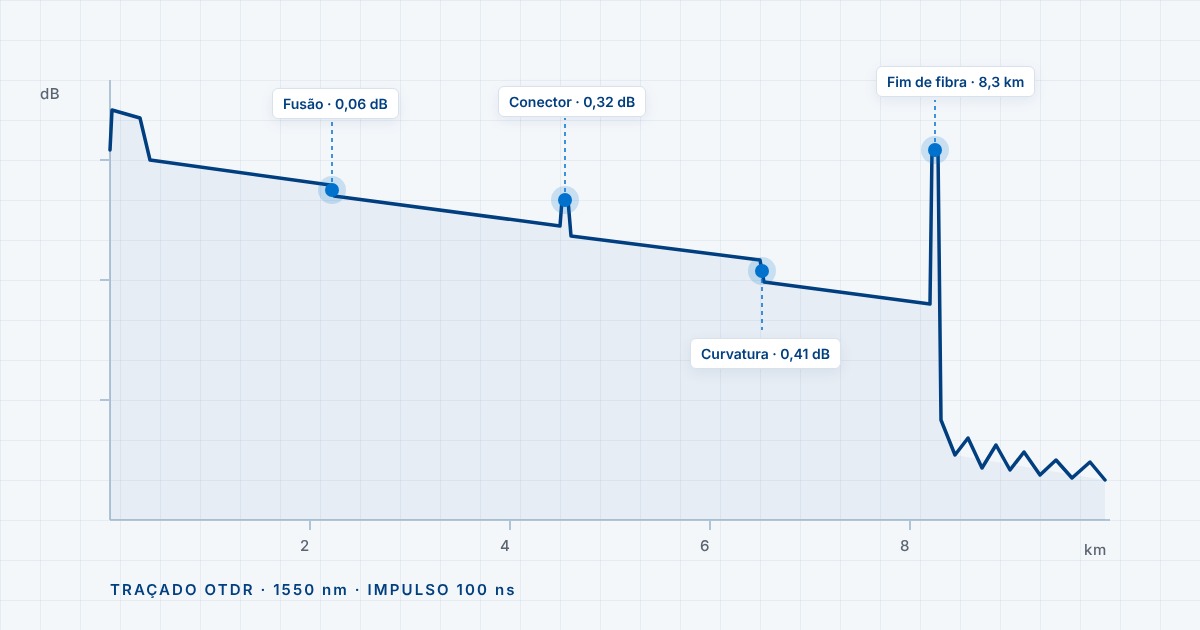 dB
Fusão · 0,06 dB
Conector · 0,32 dB
Fim de fibra · 8,3 km
Curvatura · 0,41 dB
2
4
6
8
km
TRAÇADO OTDR · 1550 nm · IMPULSO 100 ns